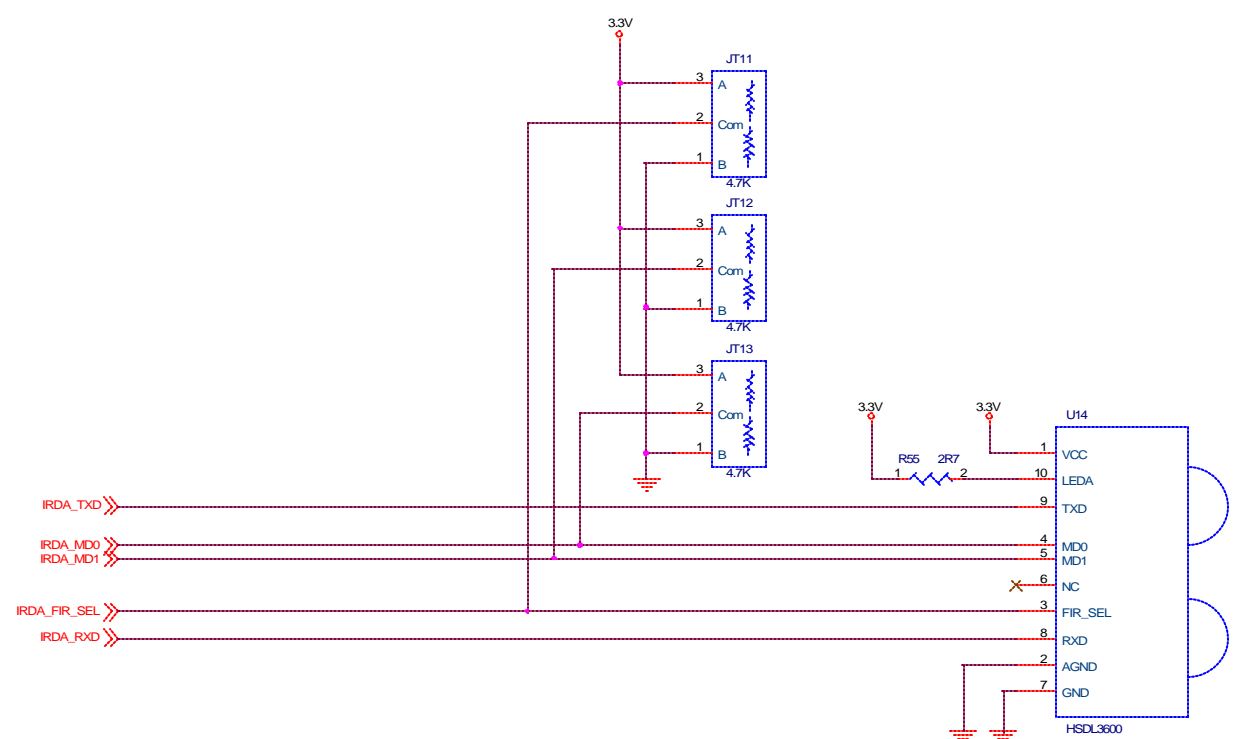 3.3V
JT11
3 A
2 Com
1 B
4.7K
JT12
3 A
2 Com
1 B
4.7K
JT13
3 A
2 Com
1 B
4.7K
3.3V
3.3V
U14
1 VCC
R55 2R7
1 2
10 LEDA
IRDA_TXD
9 TXD
IRDA_MD0
4 MD0
IRDA_MD1
5 MD1
6 NC
IRDA_FIR_SEL
3 FIR_SEL
IRDA_RXD
8 RXD
2 AGND
7 GND
HSDL3600